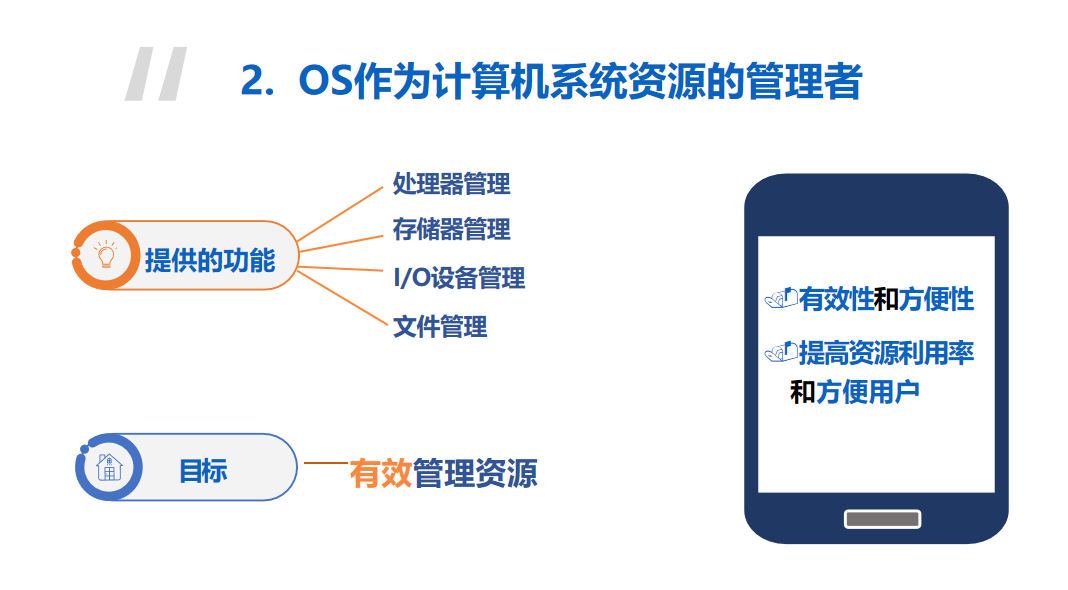 2. OS作为计算机系统资源的管理者
提供的功能
处理器管理
存储器管理
I/O设备管理
文件管理
目标
有效管理资源
有效性和方便性
提高资源利用率
和方便用户